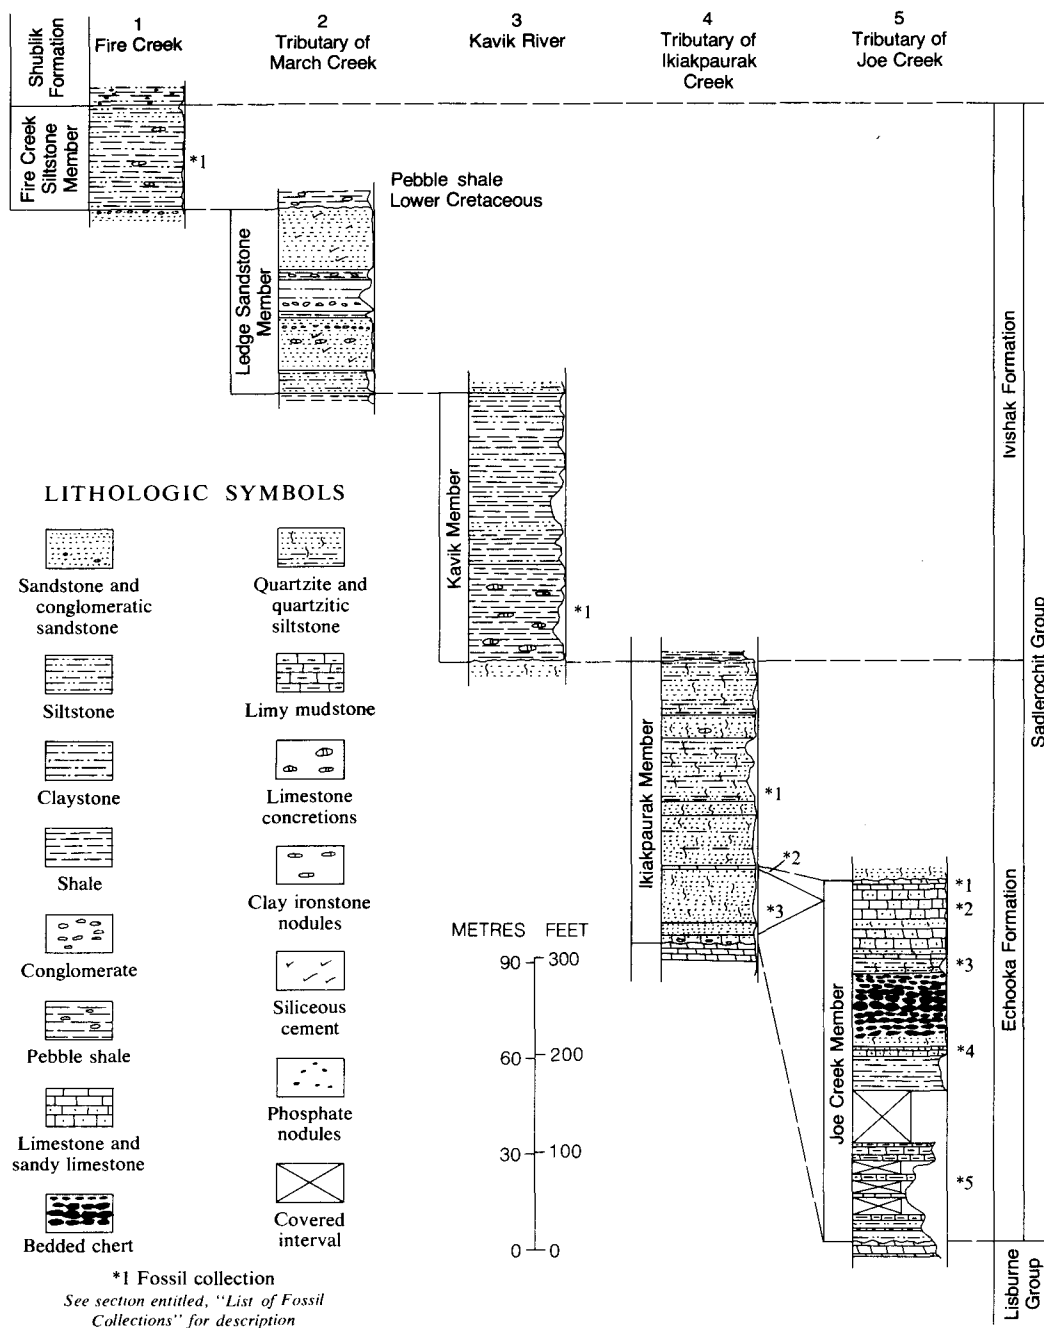 1
Fire Creek
2
Tributary of
March Creek
3
Kavik River
4
Tributary of
Ikiakpaurak
Creek
5
Tributary of
Joe Creek
Shublik
Formation
Fire Creek
Siltstone
Member
*1
Pebble shale
Lower Cretaceous
Ledge Sandstone
Member
Kavik Member
*1
Ikiakpaurak Member
*1
*2
*3
Joe Creek Member
*1
*2
*3
*4
*5
Ivishak Formation
Echooka Formation
Sadlerochit Group
Lisburne
Group
LITHOLOGIC SYMBOLS
Sandstone and
conglomeratic
sandstone
Siltstone
Claystone
Shale
Conglomerate
Pebble shale
Limestone and
sandy limestone
Bedded chert
Quartzite and
quartzitic
siltstone
Limy mudstone
Limestone
concretions
Clay ironstone
nodules
Siliceous
cement
Phosphate
nodules
Covered
interval
METRES FEET
90 300
60 200
30 100
0 0
*1 Fossil collection
See section entitled, "List of Fossil
Collections" for description